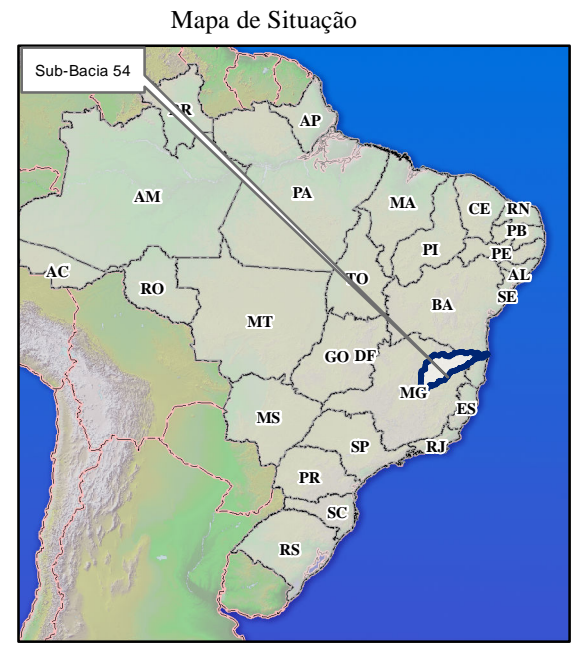 Mapa de Situação
Sub-Bacia 54
RR
AP
AM
PA
MA
CE
RN
PB
PI
PE
AL
AC
RO
TO
SE
BA
MT
GO
DF
MG
ES
MS
SP
RJ
PR
SC
RS